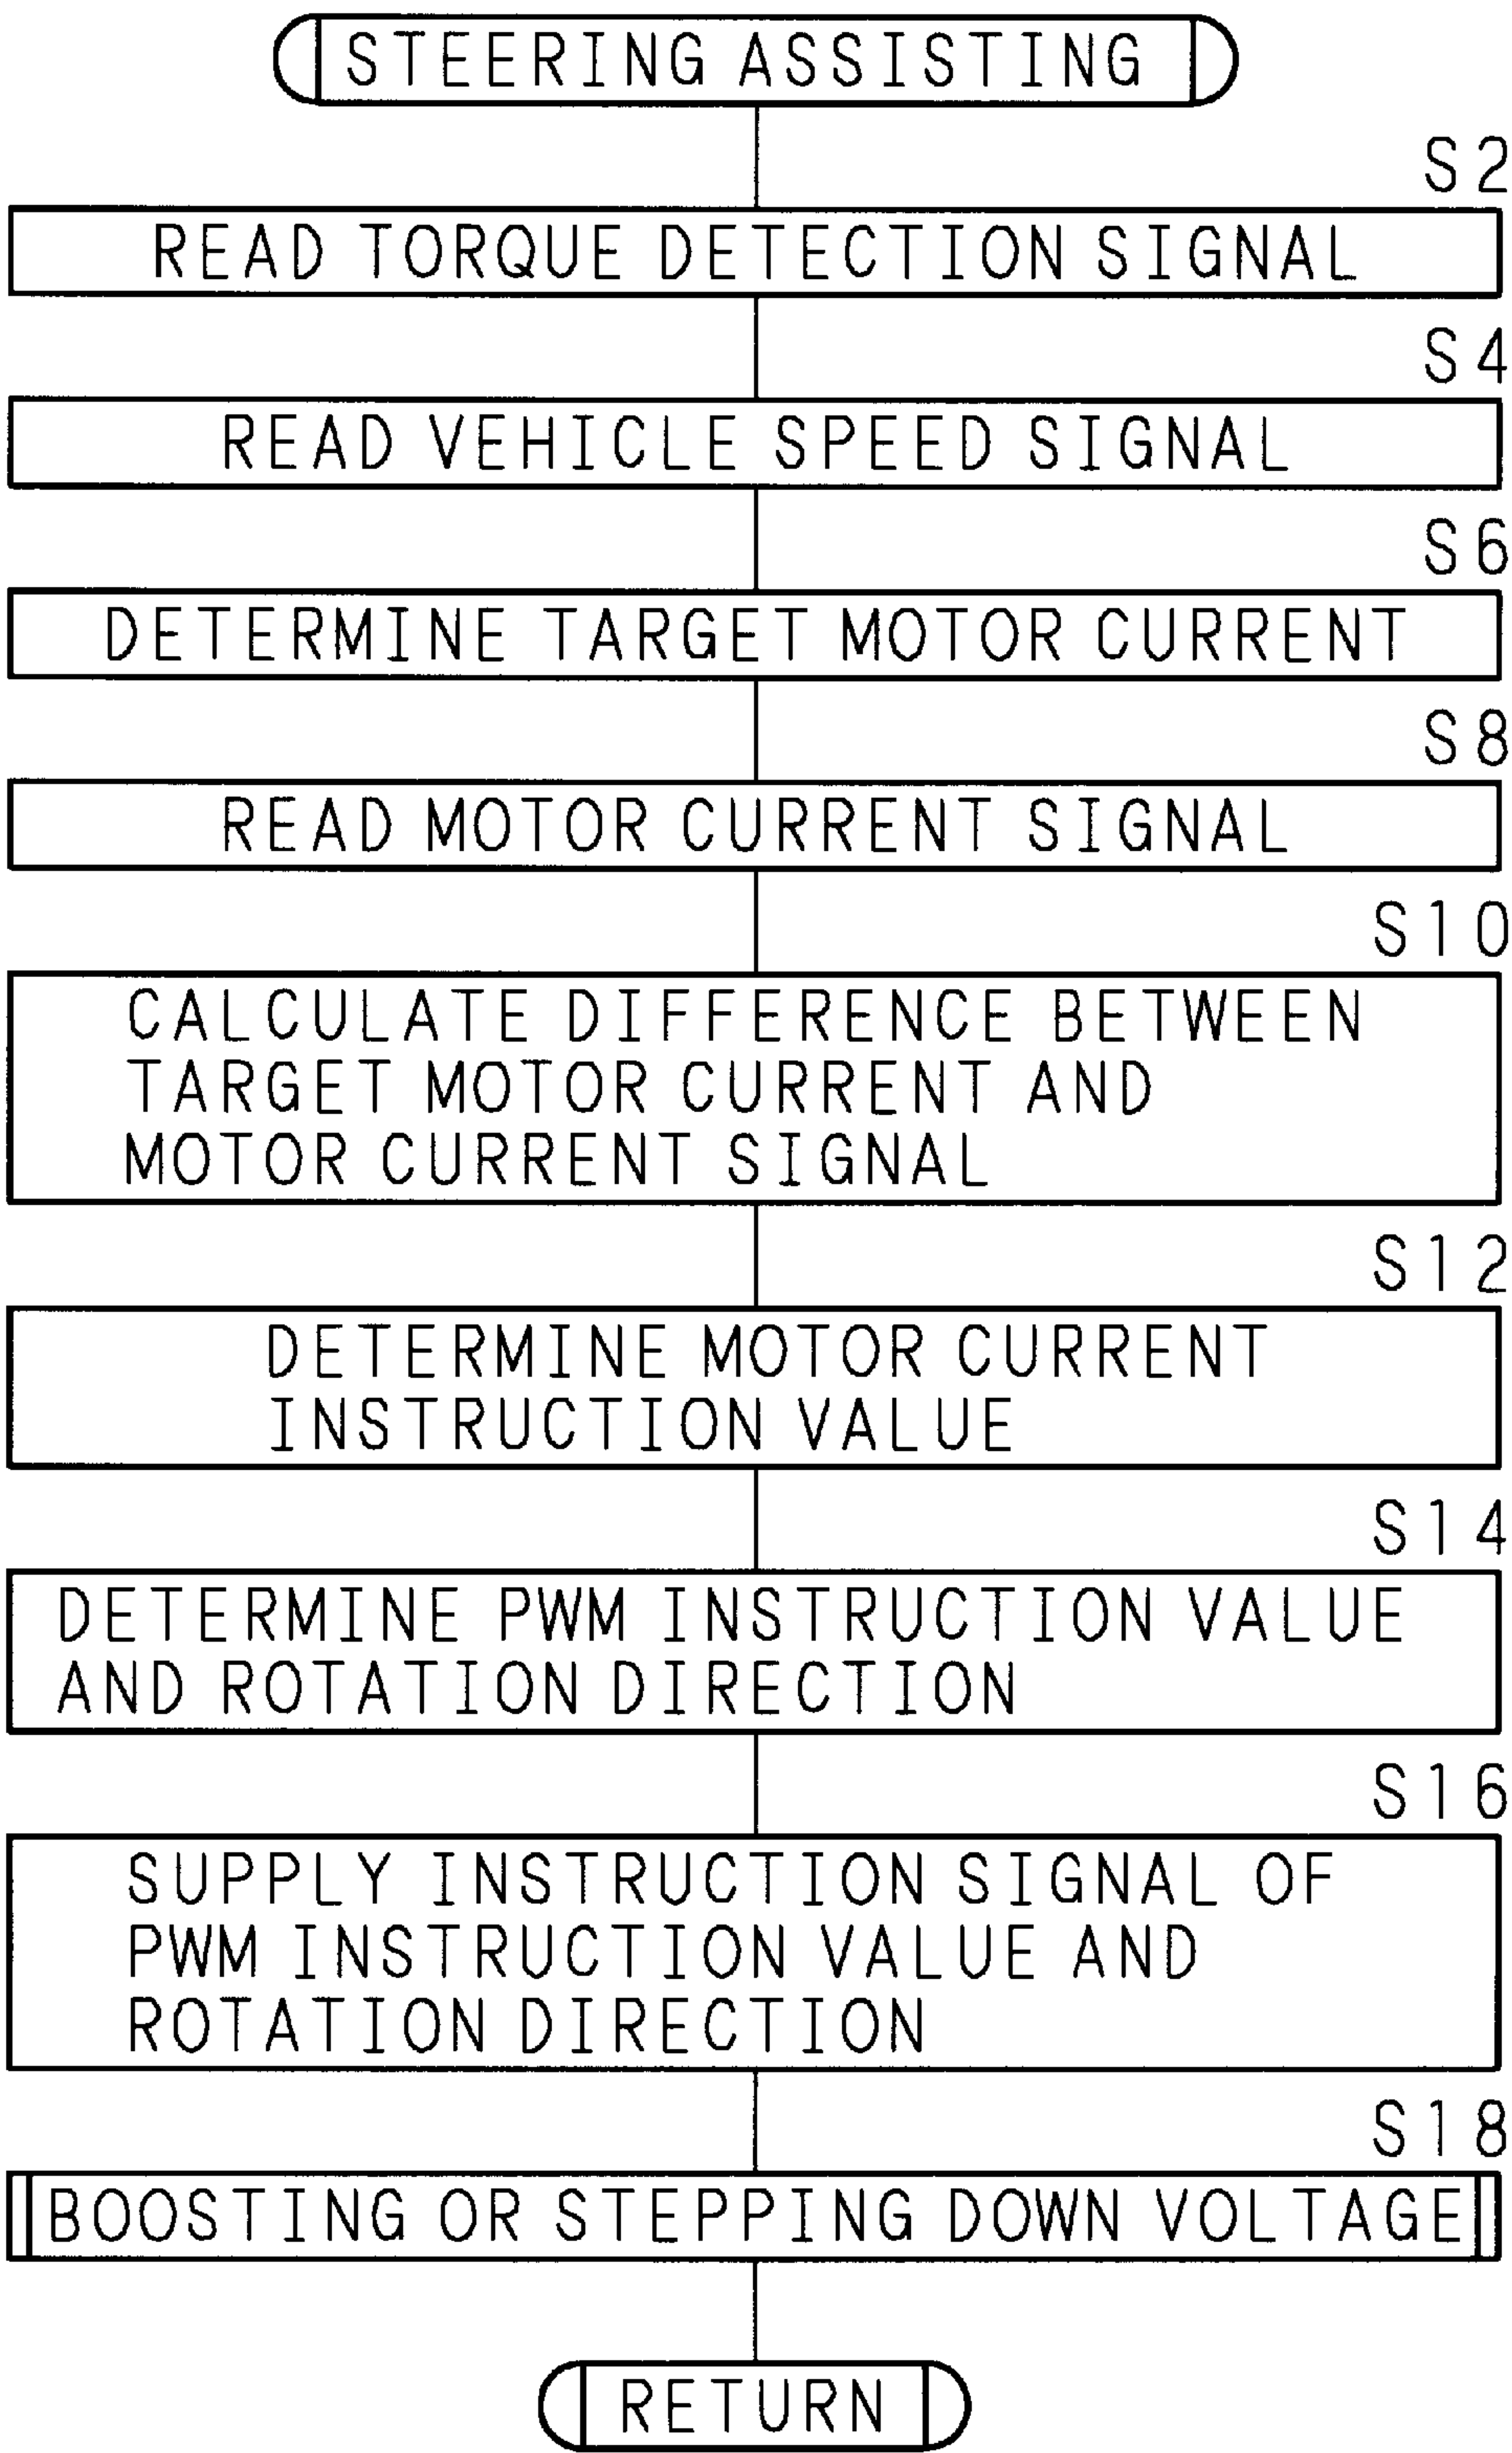 STEERING ASSISTING
S2
READ TORQUE DETECTION SIGNAL
S4
READ VEHICLE SPEED SIGNAL
S6
DETERMINE TARGET MOTOR CURRENT
S8
READ MOTOR CURRENT SIGNAL
S10
CALCULATE DIFFERENCE BETWEEN
TARGET MOTOR CURRENT AND
MOTOR CURRENT SIGNAL
S12
DETERMINE MOTOR CURRENT
INSTRUCTION VALUE
S14
DETERMINE PWM INSTRUCTION VALUE
AND ROTATION DIRECTION
S16
SUPPLY INSTRUCTION SIGNAL OF
PWM INSTRUCTION VALUE AND
ROTATION DIRECTION
S18
BOOSTING OR STEPPING DOWN VOLTAGE
RETURN